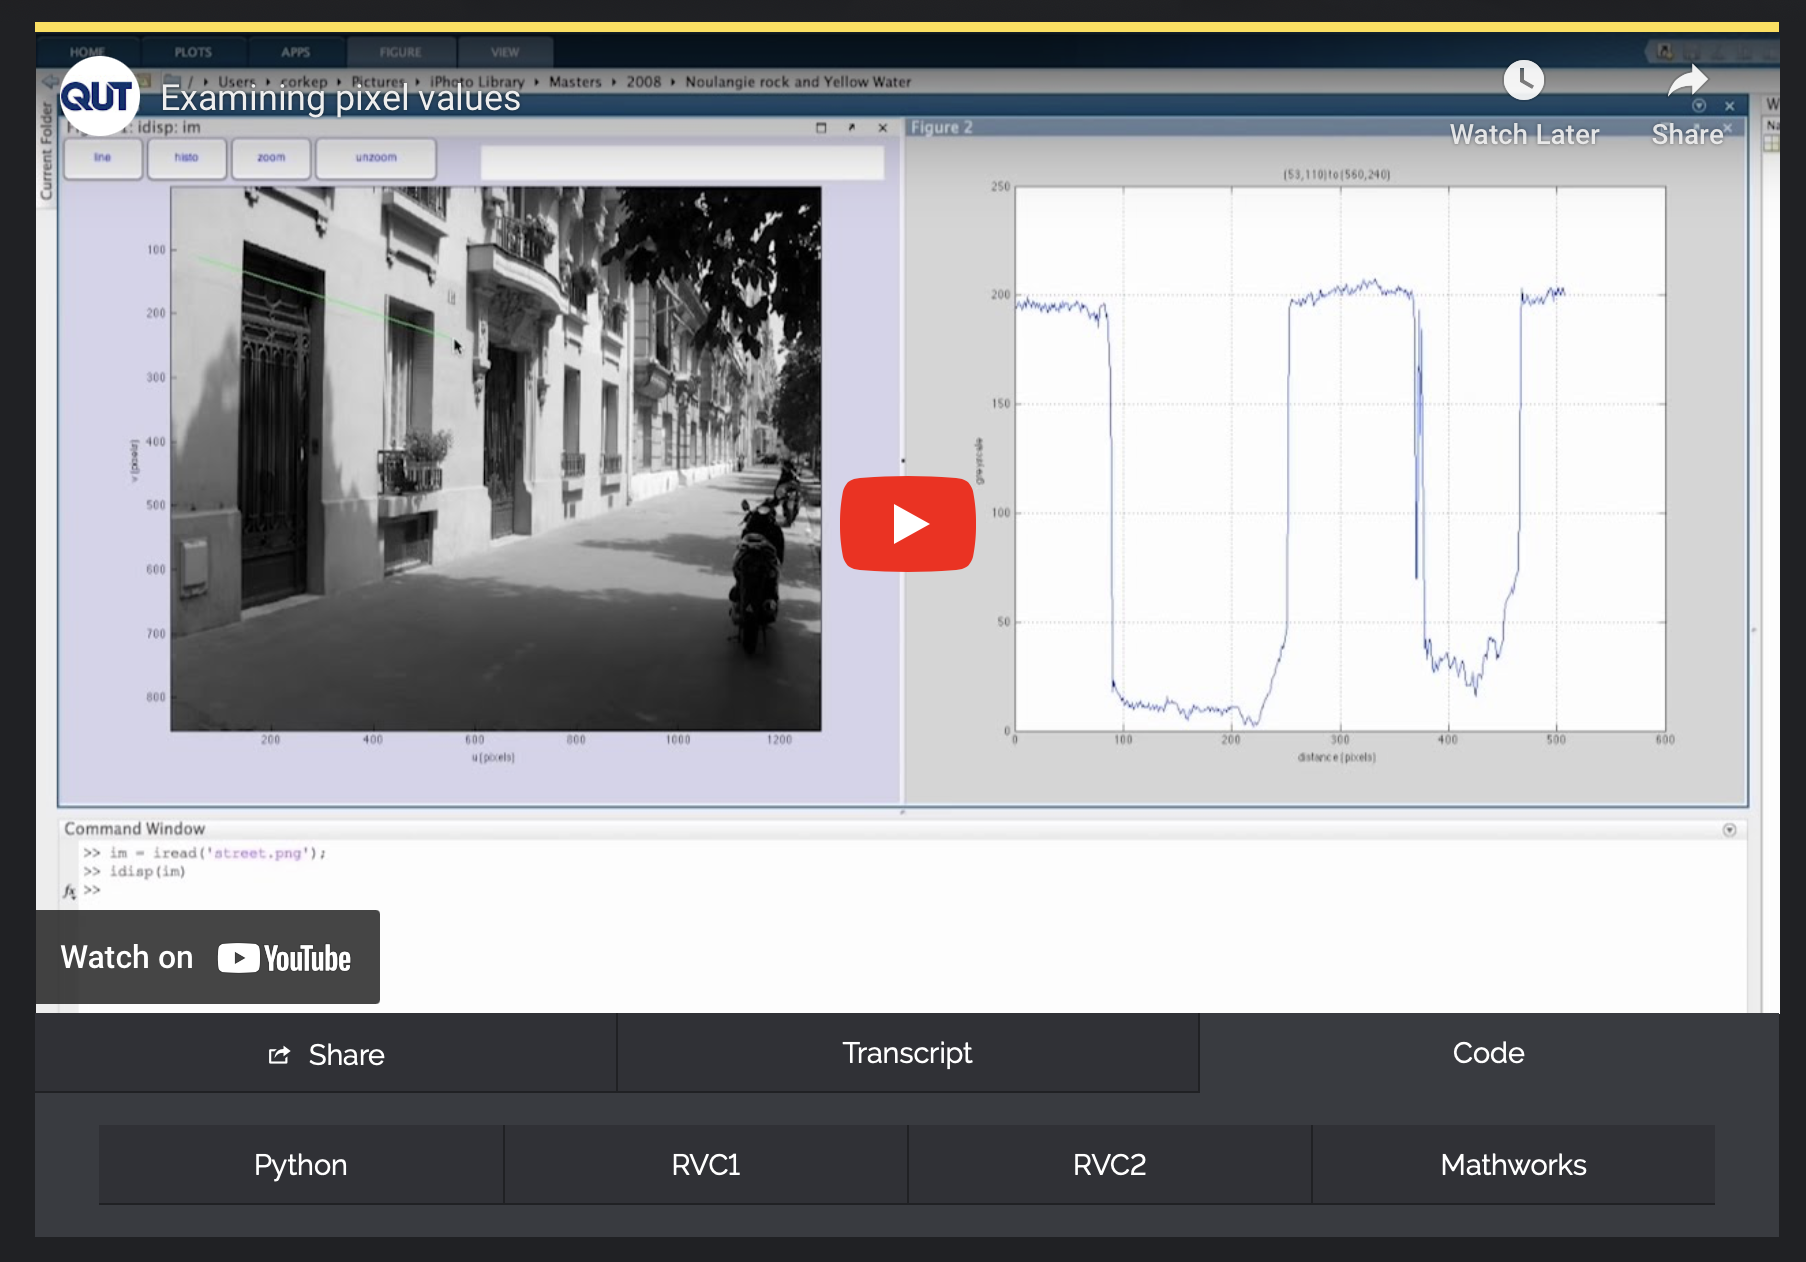 HOME PLOTS APPS FIGURE VIEW
/ ▸ Users ▸ corkep ▸ Pictures ▸ iPhoto Library ▸ Masters ▸ 2008 ▸ Noulangie rock and Yellow Water
QUT
Examining pixel values
Watch Later
Share
Current Folder
: idisp: im
Figure 2
line
histo
zoom
unzoom
100
200
300
400
500
600
700
800
v (pixels)
200 400 600 800 1000 1200
u (pixels)
(53,110) to (560,240)
250
200
150
100
50
0
greyscale
0 100 200 300 400 500 600
distance (pixels)
Command Window
>> im = iread('street.png');
>> idisp(im)
fx >>
Watch on YouTube
Share
Transcript
Code
Python
RVC1
RVC2
Mathworks